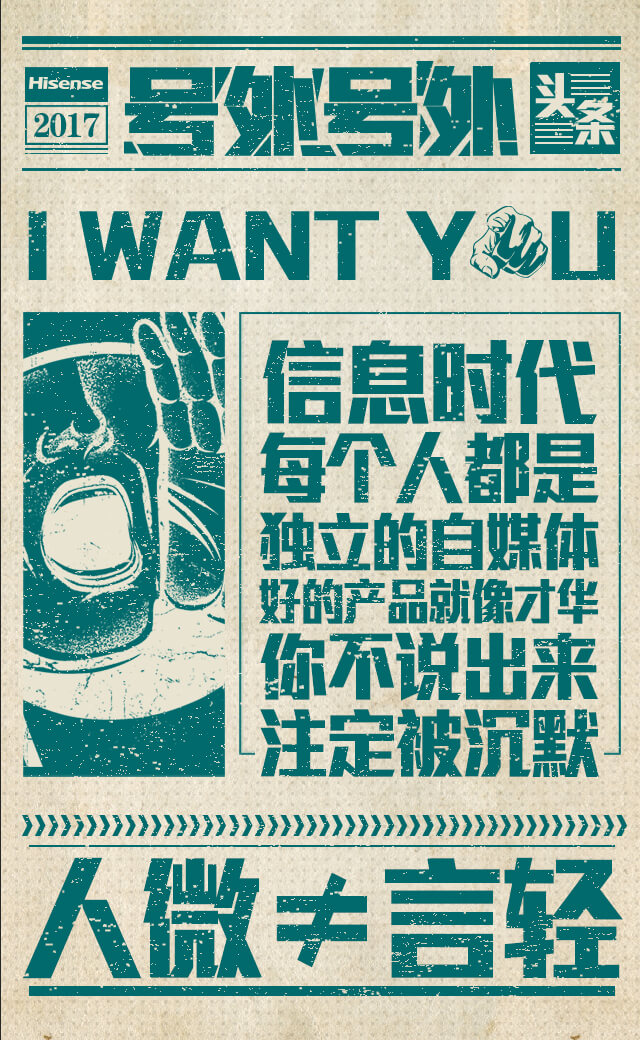 Hisense
2017
号外号外
头条
I WANT YOU
信息时代
每个人都是
独立的自媒体
好的产品就像才华
你不说出来
注定被沉默
人微≠言轻